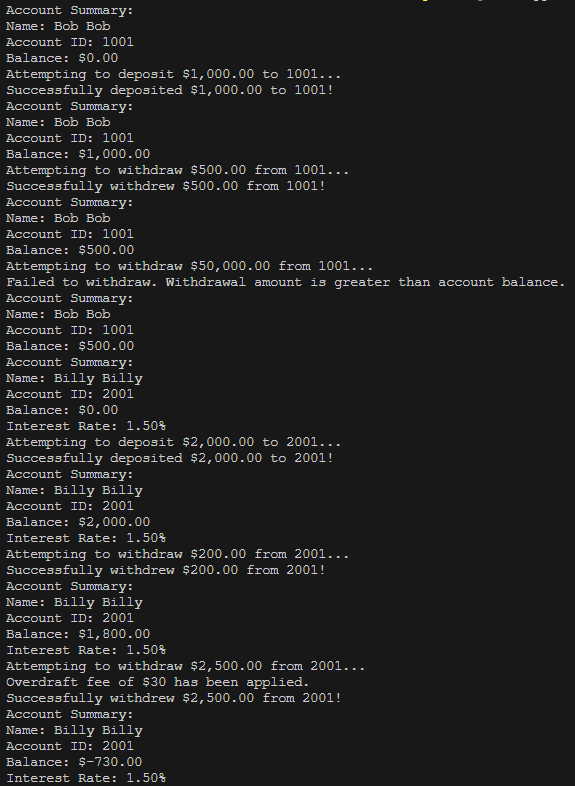 Account Summary:
Name: Bob Bob
Account ID: 1001
Balance: $0.00
Attempting to deposit $1,000.00 to 1001...
Successfully deposited $1,000.00 to 1001!
Account Summary:
Name: Bob Bob
Account ID: 1001
Balance: $1,000.00
Attempting to withdraw $500.00 from 1001...
Successfully withdrew $500.00 from 1001!
Account Summary:
Name: Bob Bob
Account ID: 1001
Balance: $500.00
Attempting to withdraw $50,000.00 from 1001...
Failed to withdraw. Withdrawal amount is greater than account balance.
Account Summary:
Name: Bob Bob
Account ID: 1001
Balance: $500.00
Account Summary:
Name: Billy Billy
Account ID: 2001
Balance: $0.00
Interest Rate: 1.50%
Attempting to deposit $2,000.00 to 2001...
Successfully deposited $2,000.00 to 2001!
Account Summary:
Name: Billy Billy
Account ID: 2001
Balance: $2,000.00
Interest Rate: 1.50%
Attempting to withdraw $200.00 from 2001...
Successfully withdrew $200.00 from 2001!
Account Summary:
Name: Billy Billy
Account ID: 2001
Balance: $1,800.00
Interest Rate: 1.50%
Attempting to withdraw $2,500.00 from 2001...
Overdraft fee of $30 has been applied.
Successfully withdrew $2,500.00 from 2001!
Account Summary:
Name: Billy Billy
Account ID: 2001
Balance: $-730.00
Interest Rate: 1.50%